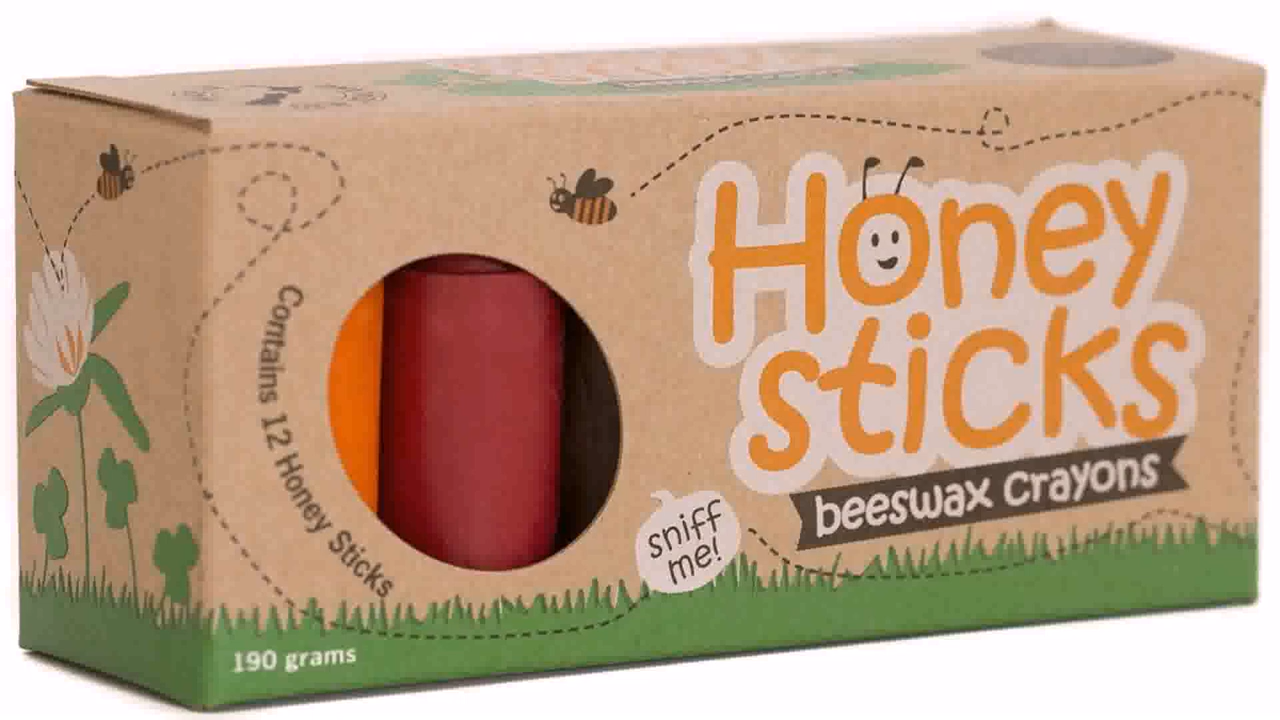 Honey
sticks
beeswax crayons
sniff
me!
Contains 12 Honey Sticks
190 grams